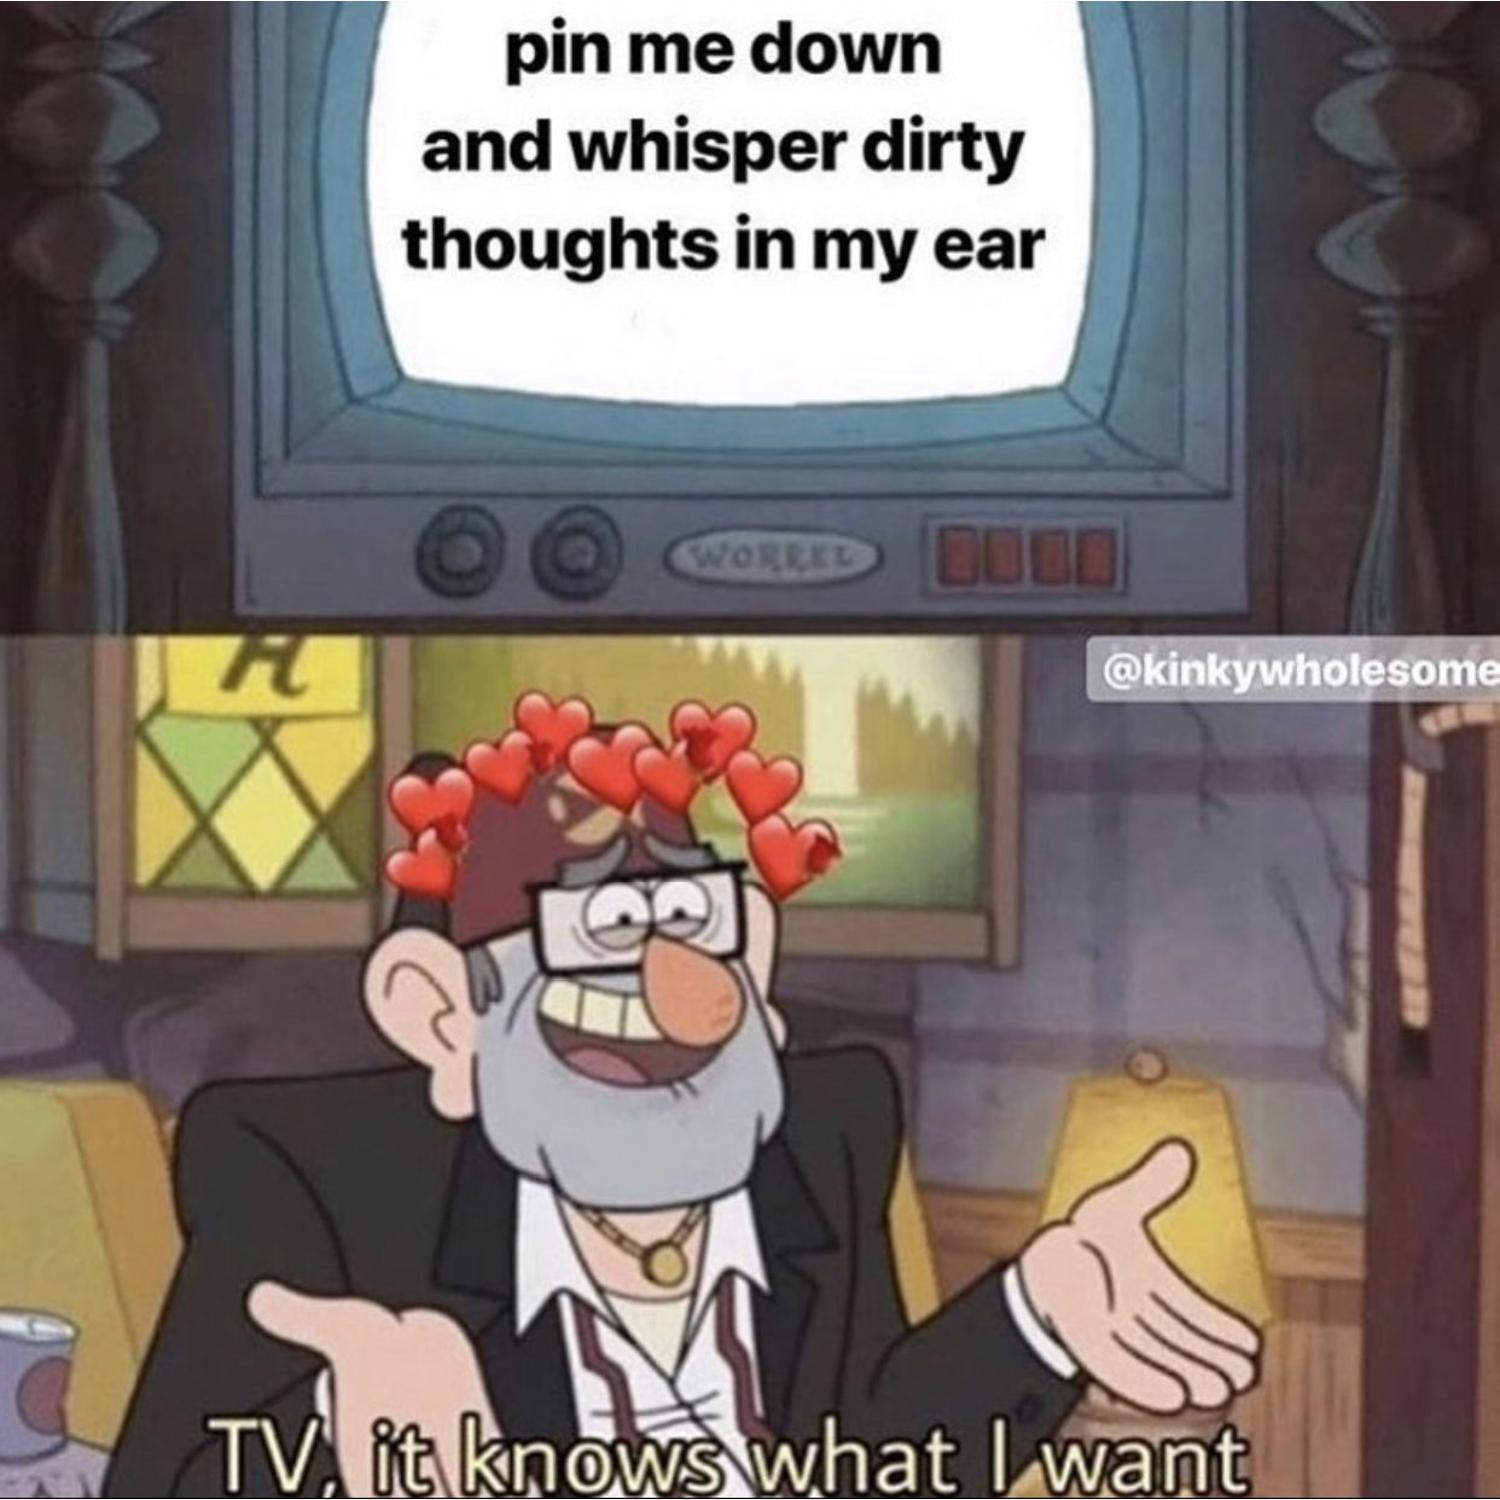 pin me down
and whisper dirty
thoughts in my ear
WORREL
@kinkywholesome
A
TV, it knows what I want